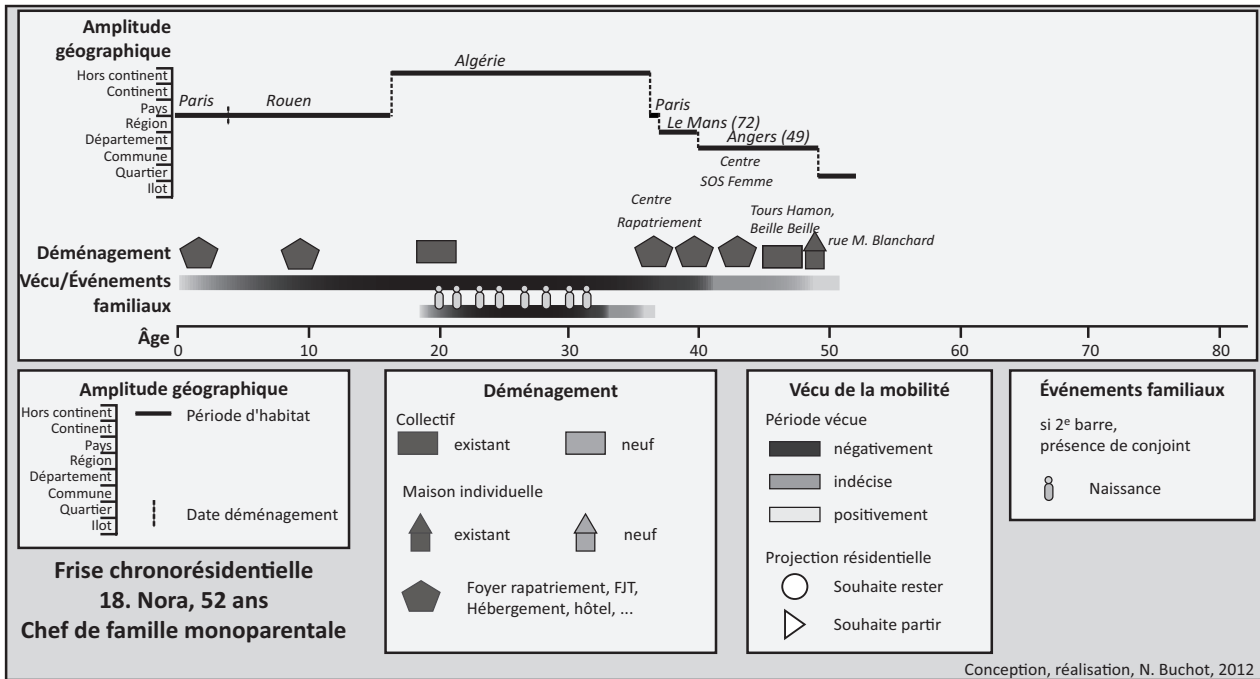 Amplitude
géographique
Hors continent
Continent
Pays
Région
Département
Commune
Quartier
Ilot
Paris
Rouen
Algérie
Paris
Le Mans (72)
Angers (49)
Centre
SOS Femme
Centre
Rapatriement
Tours Hamon,
Beille Beille
rue M. Blanchard
Déménagement
Vécu/Événements
familiaux
Âge
0 10 20 30 40 50 60 70 80
Amplitude géographique
Hors continent
Continent
Pays
Région
Département
Commune
Quartier
Ilot
Période d'habitat
Date déménagement
Frise chronorésidentielle
18. Nora, 52 ans
Chef de famille monoparentale
Déménagement
Collectif
existant neuf
Maison individuelle
existant neuf
Foyer rapatriement, FJT,
Hébergement, hôtel, ...
Vécu de la mobilité
Période vécue
négativement
indécise
positivement
Projection résidentielle
Souhaite rester
Souhaite partir
Événements familiaux
si 2e barre,
présence de conjoint
Naissance
Conception, réalisation, N. Buchot, 2012